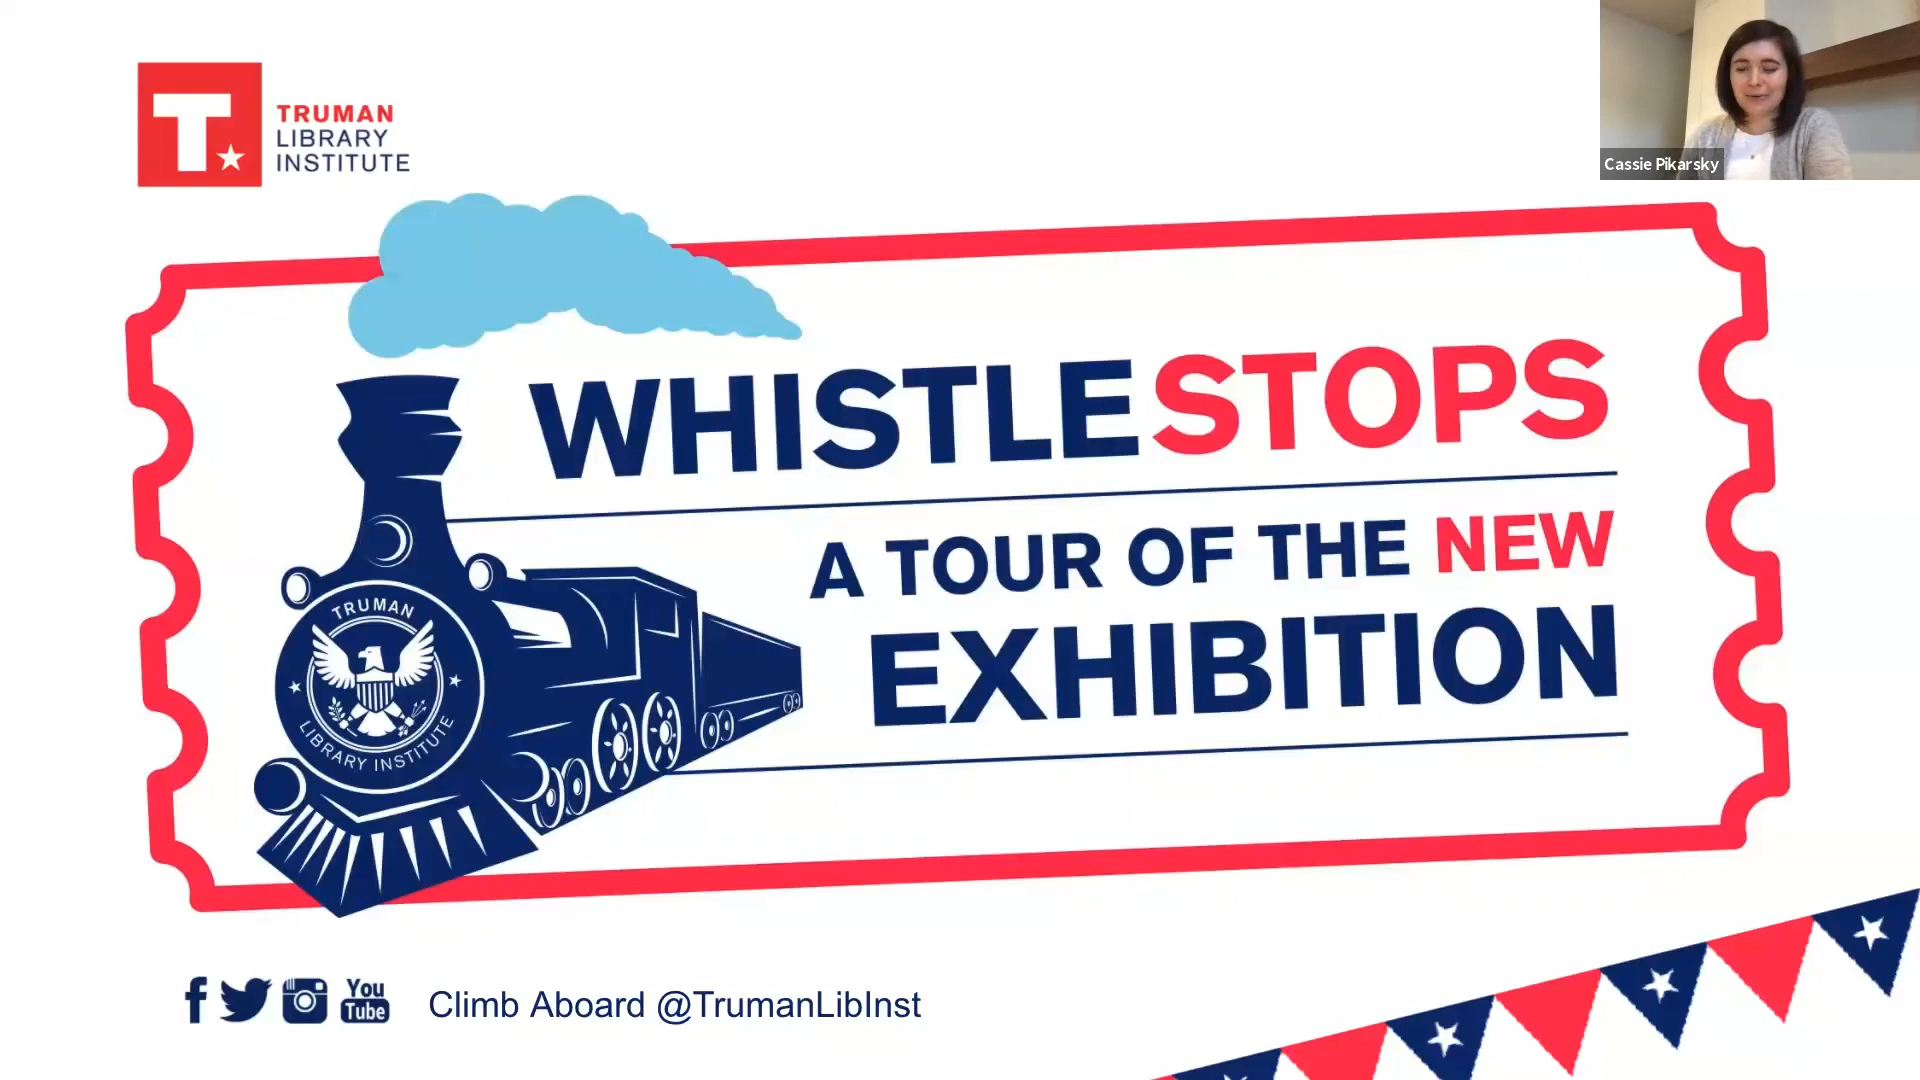 T
TRUMAN
LIBRARY
INSTITUTE
Cassie Pikarsky
WHISTLESTOPS
A TOUR OF THE NEW
EXHIBITION
TRUMAN
LIBRARY INSTITUTE
f
You
Tube
Climb Aboard @TrumanLibInst